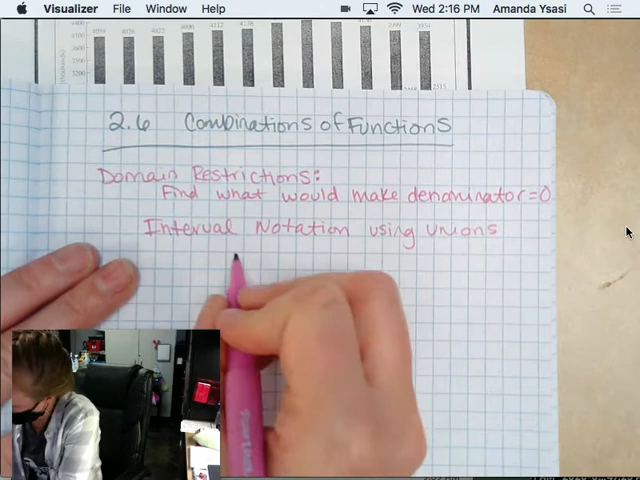 Visualizer File Window Help Wed 2:16 PM Amanda Ysasi
2.6 Combinations of Functions
Domain Restrictions:
Find what would make denominator=0
Interval Notation using unions